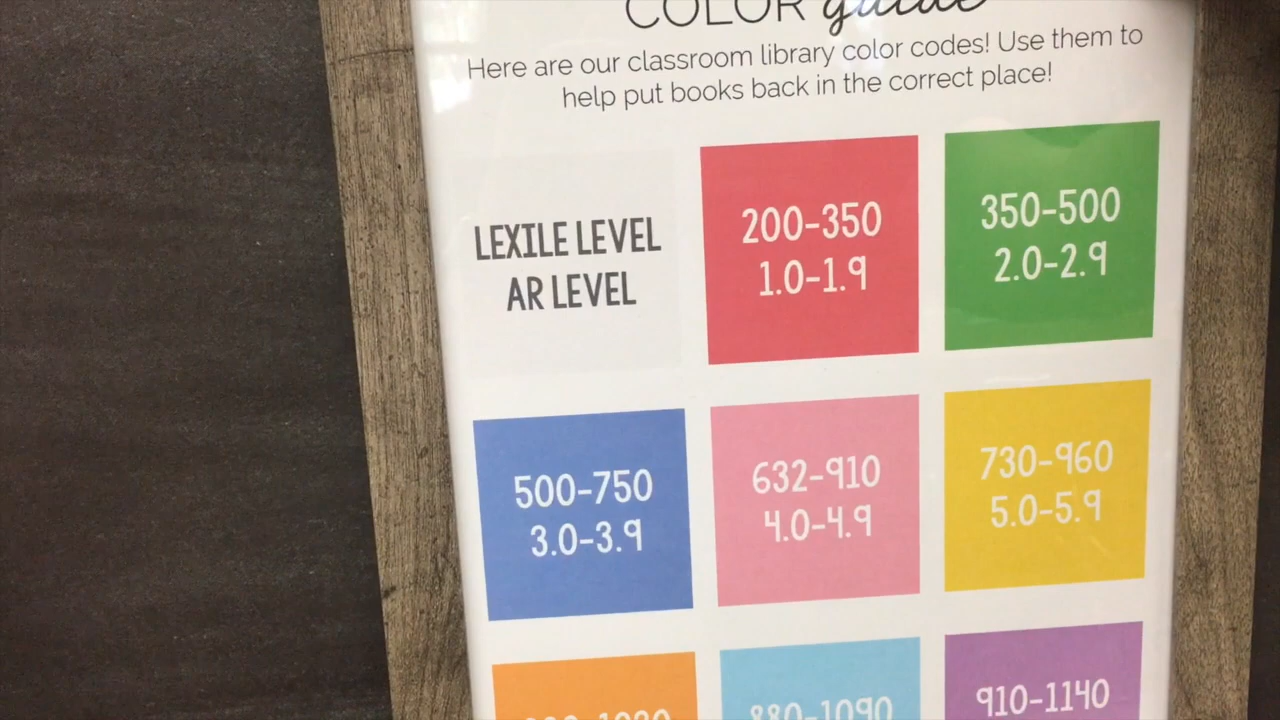 COLOR guide
Here are our classroom library color codes! Use them to
help put books back in the correct place!
LEXILE LEVEL
AR LEVEL
200-350
1.0-1.9
350-500
2.0-2.9
500-750
3.0-3.9
632-910
4.0-4.9
730-960
5.0-5.9
880-1090
910-1140